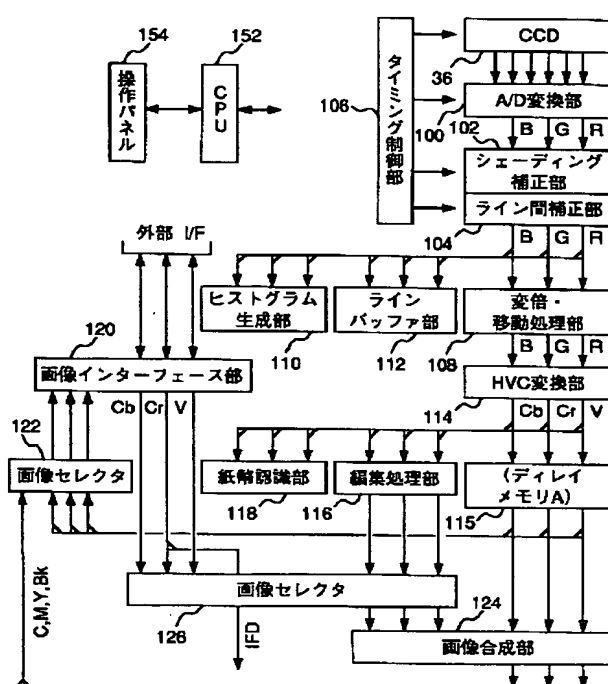 154
操作パネル
152
CPU
106
タイミング制御部
CCD
36
A/D変換部
100
B G R
102
シェーディング
補正部
ライン間補正部
104
B G R
外部 I/F
ヒストグラム
生成部
110
ライン
バッファ部
112
変倍・
移動処理部
108
B G R
120
画像インターフェース部
HVC変換部
114
Cb Cr V
Cb Cr V
122
画像セレクタ
紙幣認識部
118
編集処理部
116
(ディレイ
メモリA)
115
C,M,Y,Bk
画像セレクタ
126
IFD
124
画像合成部